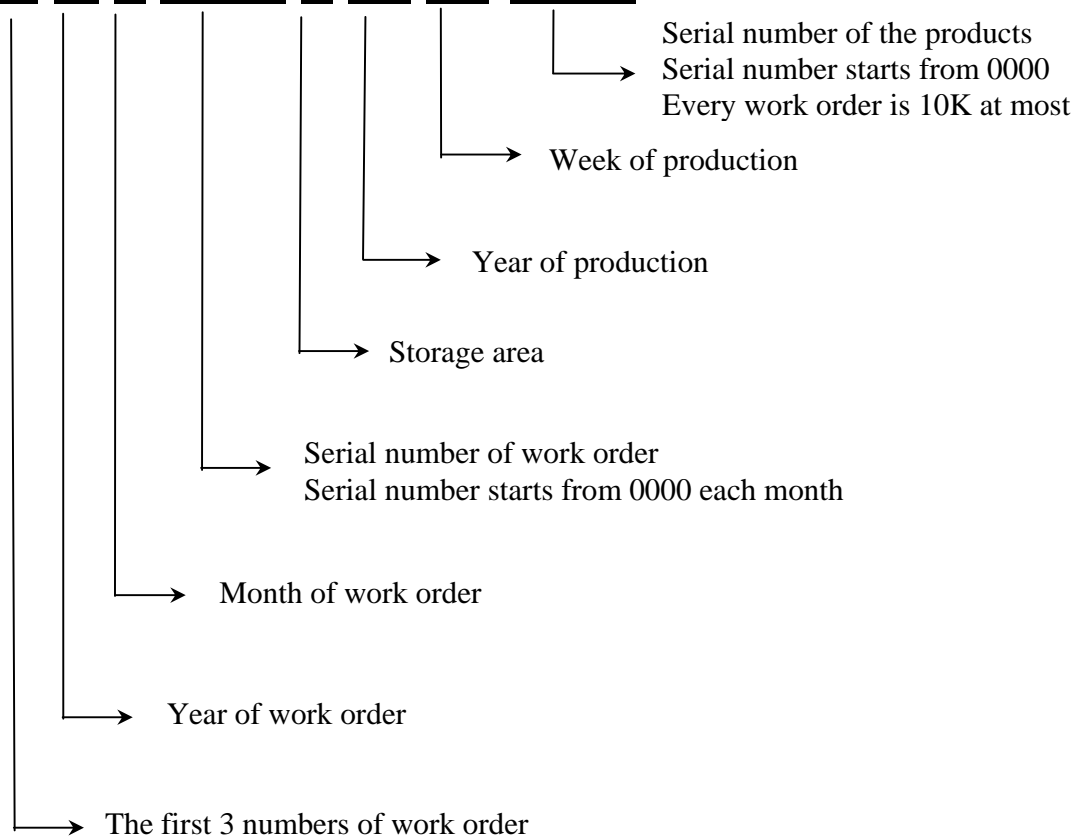 Serial number of the products
Serial number starts from 0000
Every work order is 10K at most
Week of production
Year of production
Storage area
Serial number of work order
Serial number starts from 0000 each month
Month of work order
Year of work order
The first 3 numbers of work order